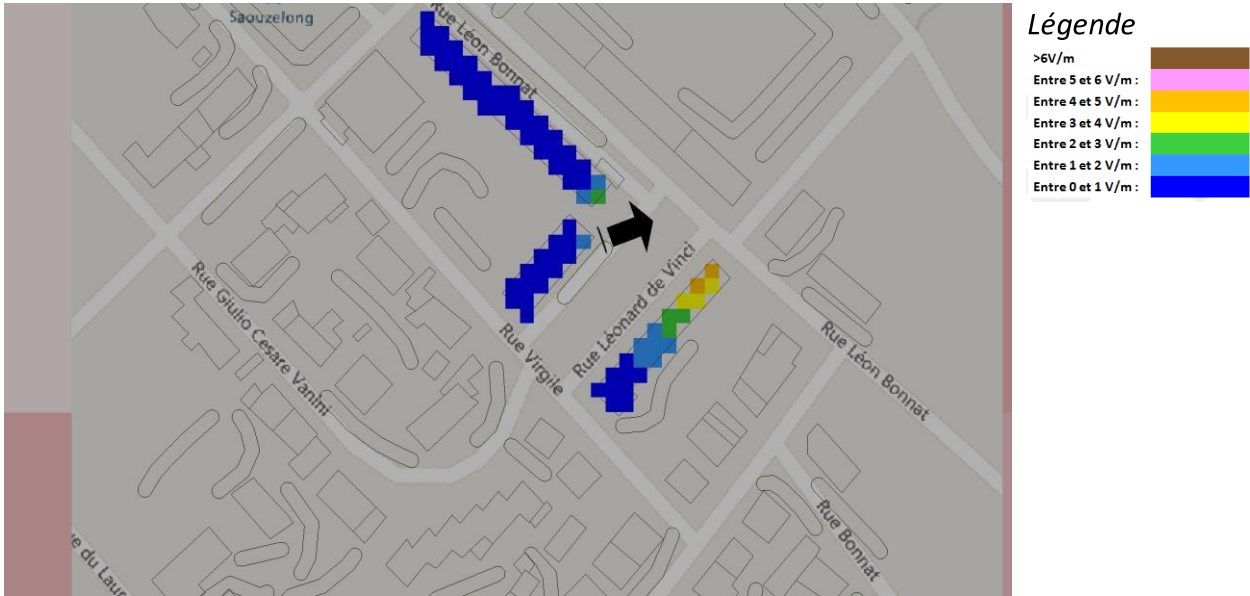 Saouzelong
Rue Léon Bonnat
Rue Giulio Cesare Vanini
Rue Virgile
Rue Léonard de Vinci
Rue Léon Bonnat
Rue Bonnat
Légende
>6V/m
Entre 5 et 6 V/m :
Entre 4 et 5 V/m :
Entre 3 et 4 V/m :
Entre 2 et 3 V/m :
Entre 1 et 2 V/m :
Entre 0 et 1 V/m :